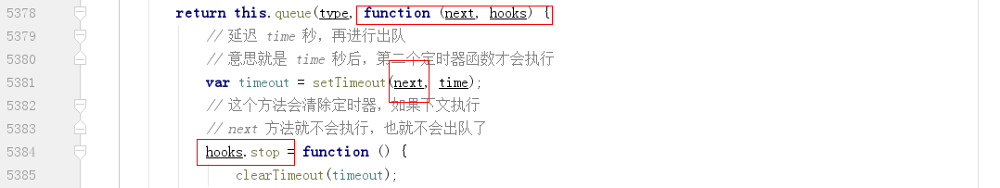 5378 return this.queue(type, function (next, hooks) {
5379 // 延迟 time 秒，再进行出队
5380 // 意思就是 time 秒后，第二个定时器函数才会执行
5381 var timeout = setTimeout(next, time);
5382 // 这个方法会清除定时器，如果下文执行
5383 // next 方法就不会执行，也就不会出队了
5384 hooks.stop = function () {
5385 clearTimeout(timeout);